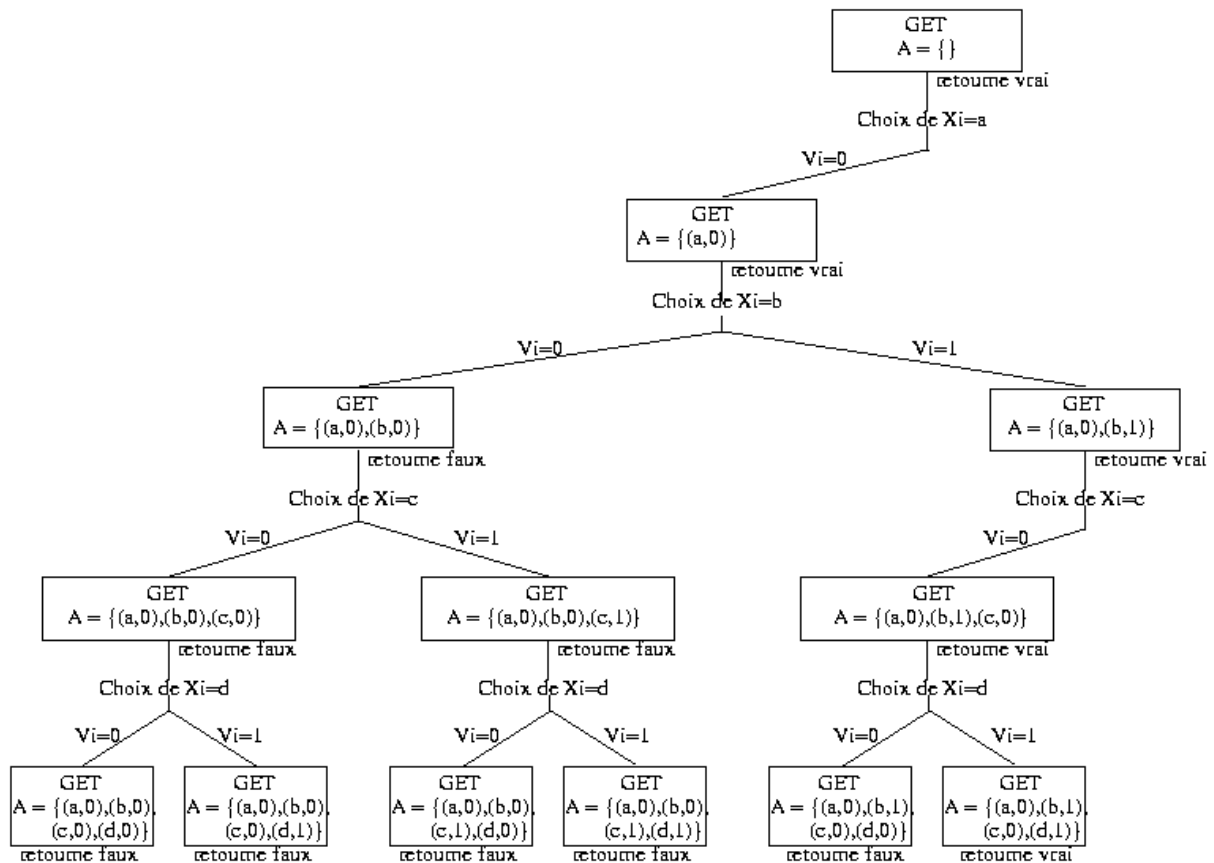 GET
A = {}
retourne vrai
Choix de Xi=a
Vi=0
GET
A = {(a,0)}
retourne vrai
Choix de Xi=b
Vi=0 Vi=1
GET GET
A = {(a,0),(b,0)} A = {(a,0),(b,1)}
retourne faux retourne vrai
Choix de Xi=c Choix de Xi=c
Vi=0 Vi=1 Vi=0
GET GET GET
A = {(a,0),(b,0),(c,0)} A = {(a,0),(b,0),(c,1)} A = {(a,0),(b,1),(c,0)}
retourne faux retourne faux retourne vrai
Choix de Xi=d Choix de Xi=d Choix de Xi=d
Vi=0 Vi=1 Vi=0 Vi=1 Vi=0 Vi=1
GET GET GET GET GET GET
A = {(a,0),(b,0), A = {(a,0),(b,0), A = {(a,0),(b,0), A = {(a,0),(b,0), A = {(a,0),(b,1), A = {(a,0),(b,1),
(c,0),(d,0)} (c,0),(d,1)} (c,1),(d,0)} (c,1),(d,1)} (c,0),(d,0)} (c,0),(d,1)}
retourne faux retourne faux retourne faux retourne faux retourne faux retourne vrai